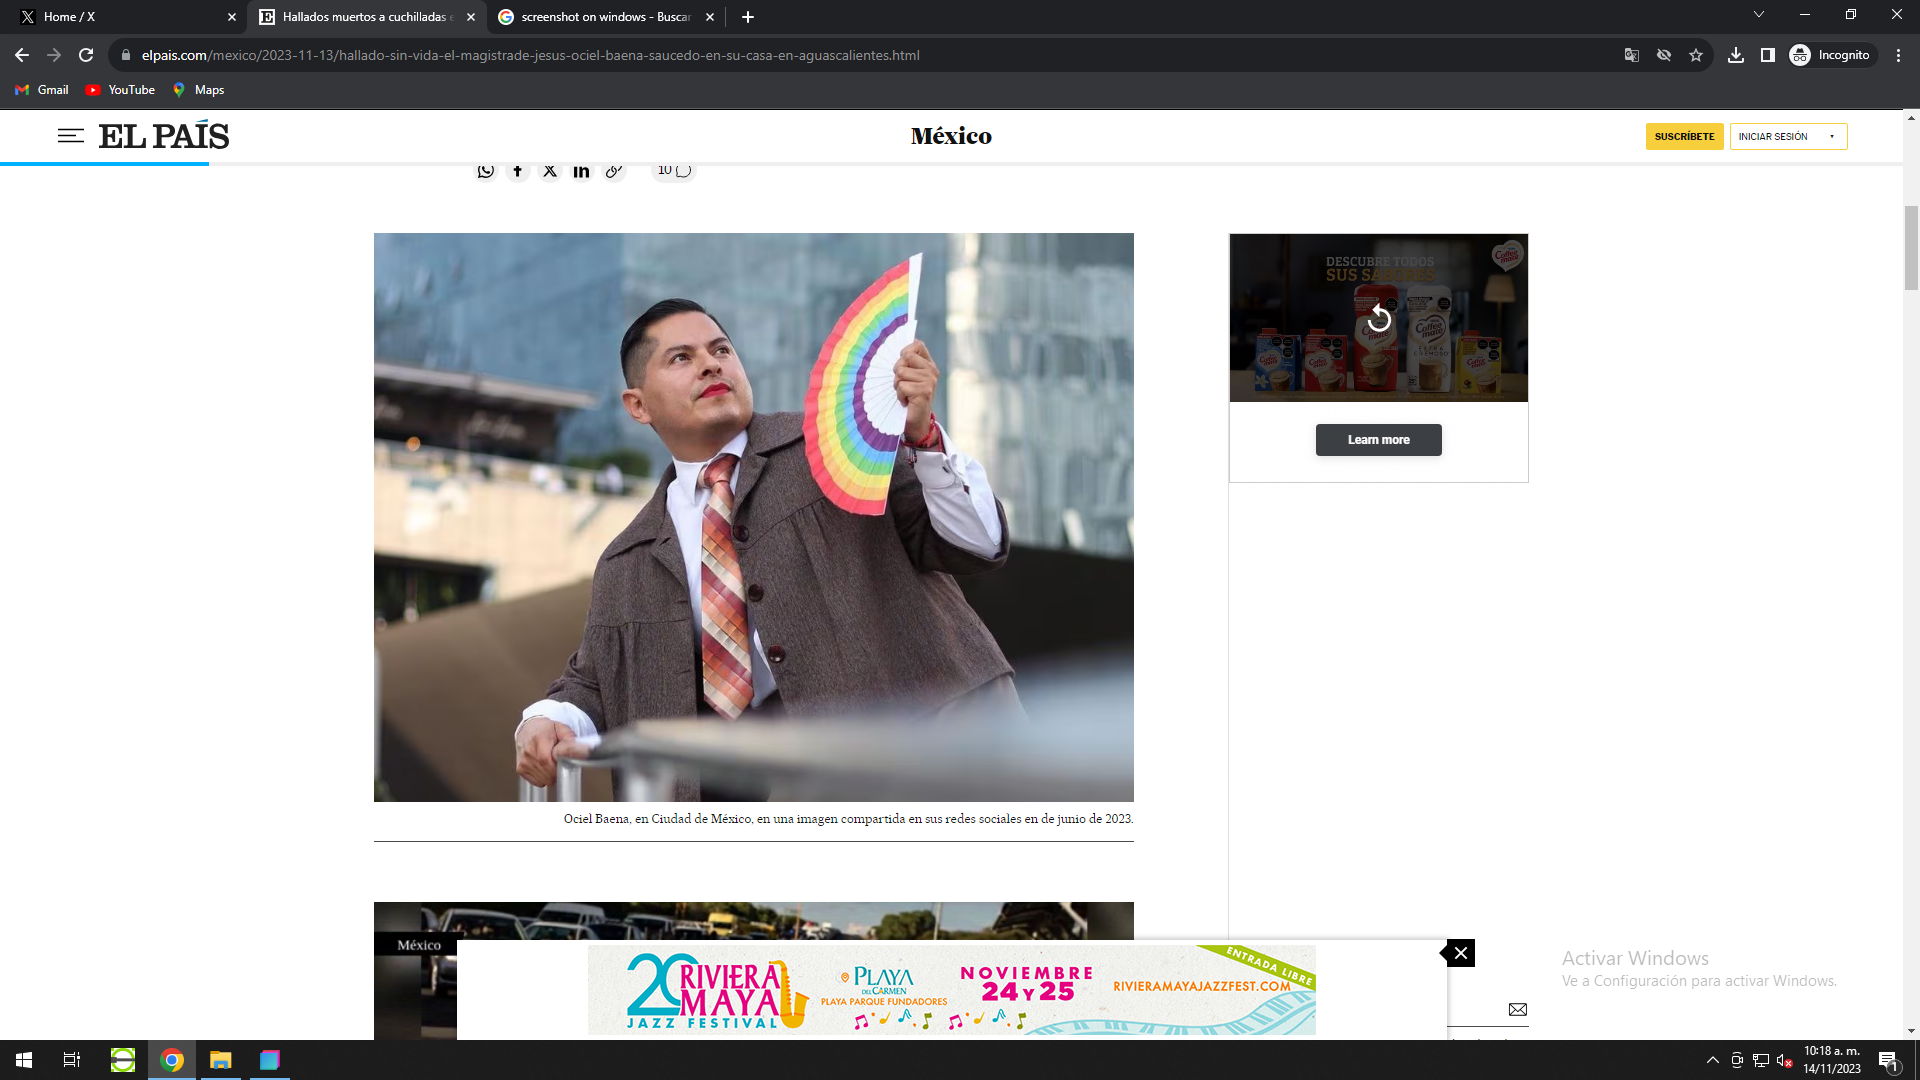 Home / X
Hallados muertos a cuchilladas e
screenshot on windows - Buscar
elpais.com/mexico/2023-11-13/hallado-sin-vida-el-magistrade-jesus-ociel-baena-saucedo-en-su-casa-en-aguascalientes.html
Incognito
Gmail
YouTube
Maps
EL PAÍS
México
SUSCRÍBETE
INICIAR SESIÓN
10
DESCUBRE TODOS
SUS SABORES
Coffee mate
Learn more
Ociel Baena, en Ciudad de México, en una imagen compartida en sus redes sociales en de junio de 2023.
México
20 RIVIERA MAYA
JAZZ FESTIVAL
PLAYA
DEL CARMEN
PLAYA PARQUE FUNDADORES
NOVIEMBRE
24 Y 25
ENTRADA LIBRE
RIVIERAMAYAJAZZFEST.COM
Activar Windows
Ve a Configuración para activar Windows.
10:18 a. m.
14/11/2023
1